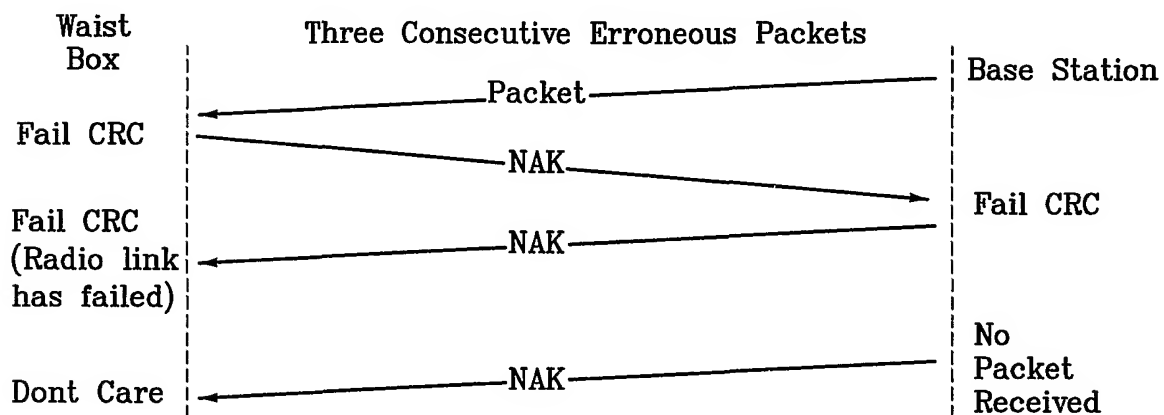 Waist
Box
Three Consecutive Erroneous Packets
Base Station
Packet
Fail CRC
NAK
Fail CRC
Fail CRC
(Radio link
has failed)
NAK
No
Packet
Received
NAK
Dont Care